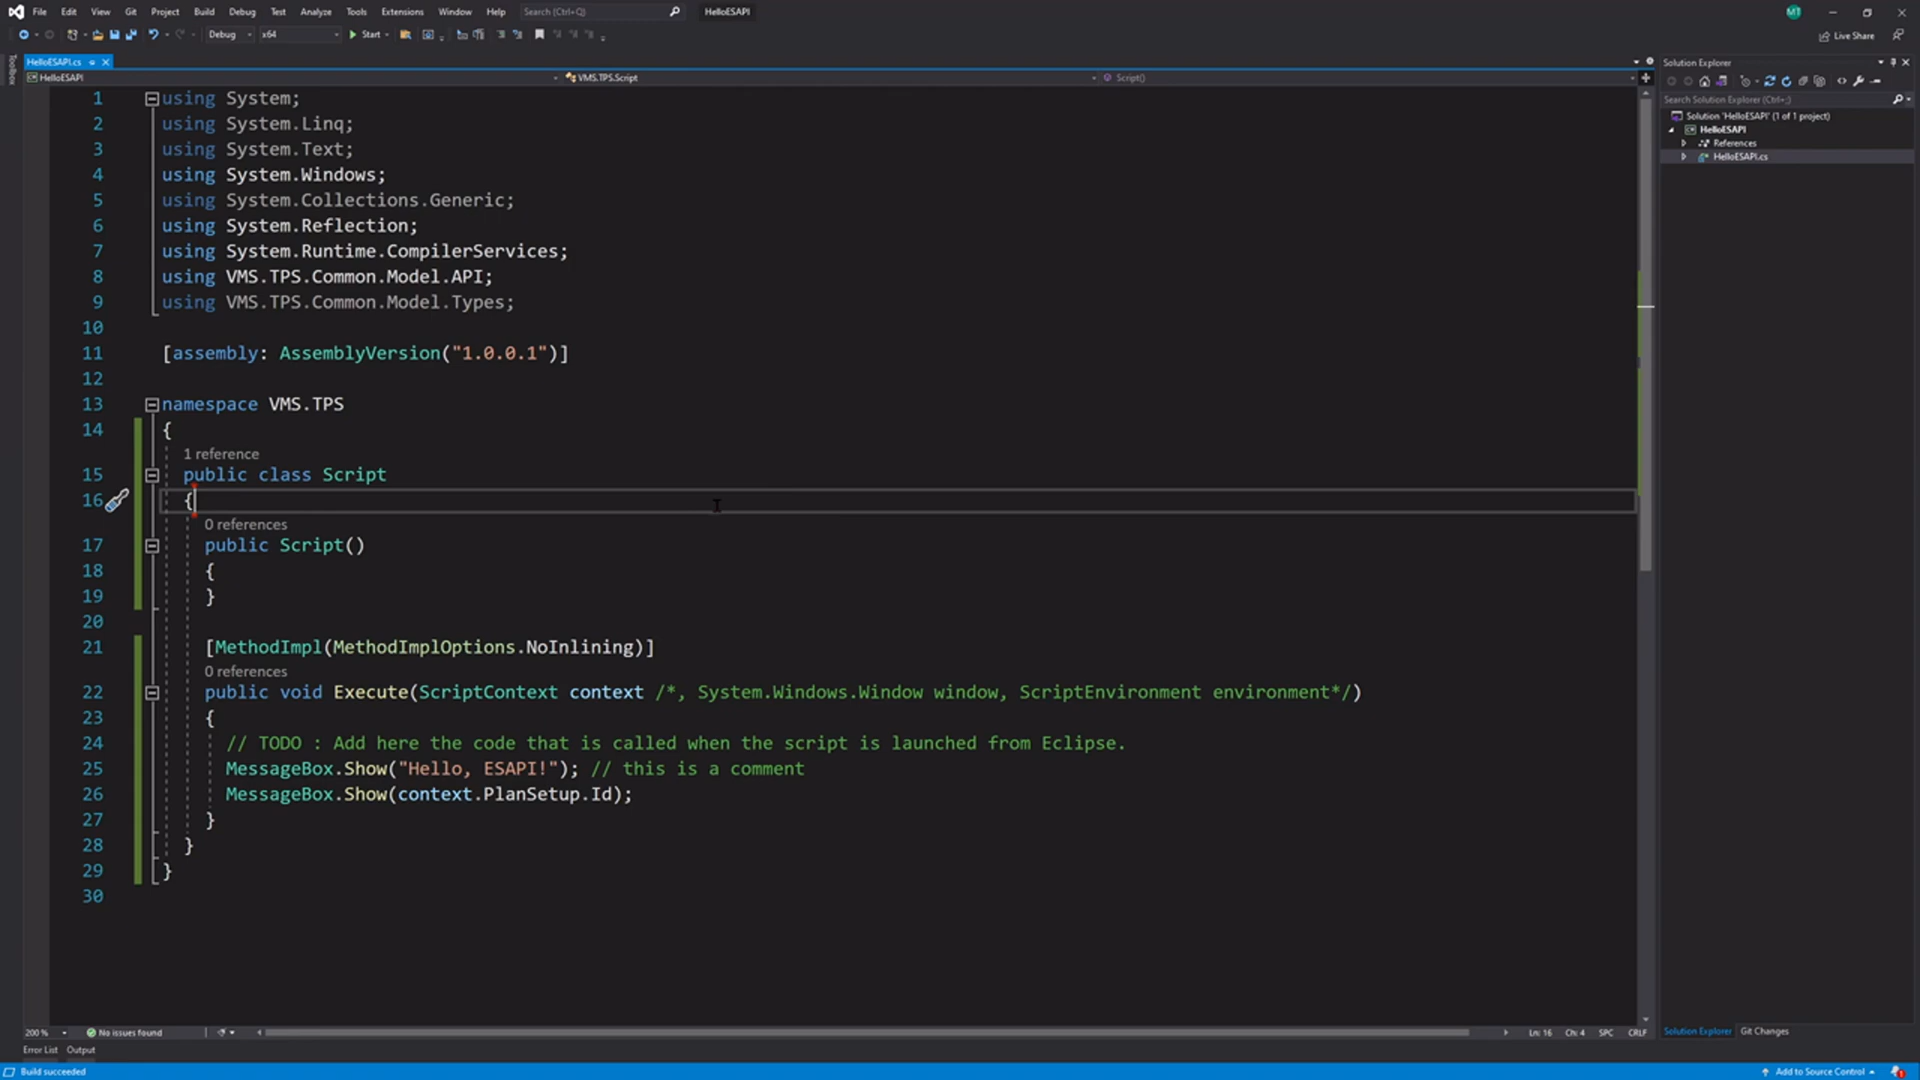 File Edit View Git Project Build Debug Test Analyze Tools Extensions Window Help Search (Ctrl+Q) HelloESAPI MT
Debug x64 Start Live Share
Toolbox
HelloESAPI.cs
HelloESAPI VMS.TPS.Script Script()
1 using System;
2 using System.Linq;
3 using System.Text;
4 using System.Windows;
5 using System.Collections.Generic;
6 using System.Reflection;
7 using System.Runtime.CompilerServices;
8 using VMS.TPS.Common.Model.API;
9 using VMS.TPS.Common.Model.Types;
10
11 [assembly: AssemblyVersion("1.0.0.1")]
12
13 namespace VMS.TPS
14 {
1 reference
15 public class Script
16 {
0 references
17 public Script()
18 {
19 }
20
21 [MethodImpl(MethodImplOptions.NoInlining)]
0 references
22 public void Execute(ScriptContext context /*, System.Windows.Window window, ScriptEnvironment environment*/)
23 {
24 // TODO : Add here the code that is called when the script is launched from Eclipse.
25 MessageBox.Show("Hello, ESAPI!"); // this is a comment
26 MessageBox.Show(context.PlanSetup.Id);
27 }
28 }
29 }
30
200 % No issues found Ln: 16 Ch: 4 SPC CRLF
Error List Output
Build succeeded
Solution Explorer
Search Solution Explorer (Ctrl+;)
Solution 'HelloESAPI' (1 of 1 project)
HelloESAPI
References
HelloESAPI.cs
Solution Explorer Git Changes
Add to Source Control